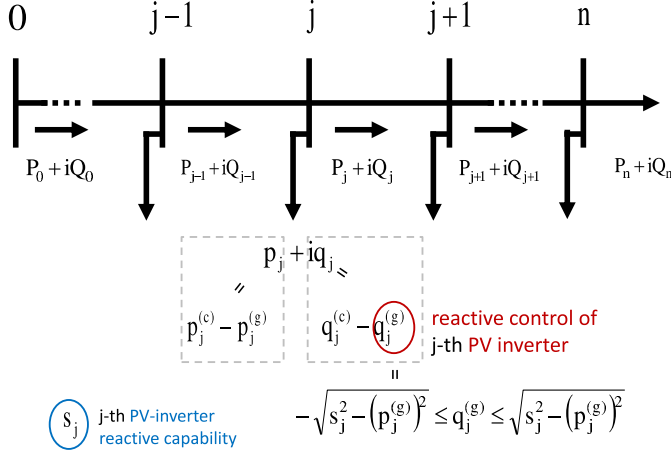 0 j−1 j j+1 n
P₀ + iQ₀ Pⱼ₋₁ + iQⱼ₋₁ Pⱼ + iQⱼ Pⱼ₊₁ + iQⱼ₊₁ Pₙ + iQₙ
pⱼ + iqⱼ
= =
pⱼ^(c) − pⱼ^(g) qⱼ^(c) − qⱼ^(g) reactive control of
j-th PV inverter
=
sⱼ j-th PV-inverter −√(sⱼ² − (pⱼ^(g))²) ≤ qⱼ^(g) ≤ √(sⱼ² − (pⱼ^(g))²)
reactive capability